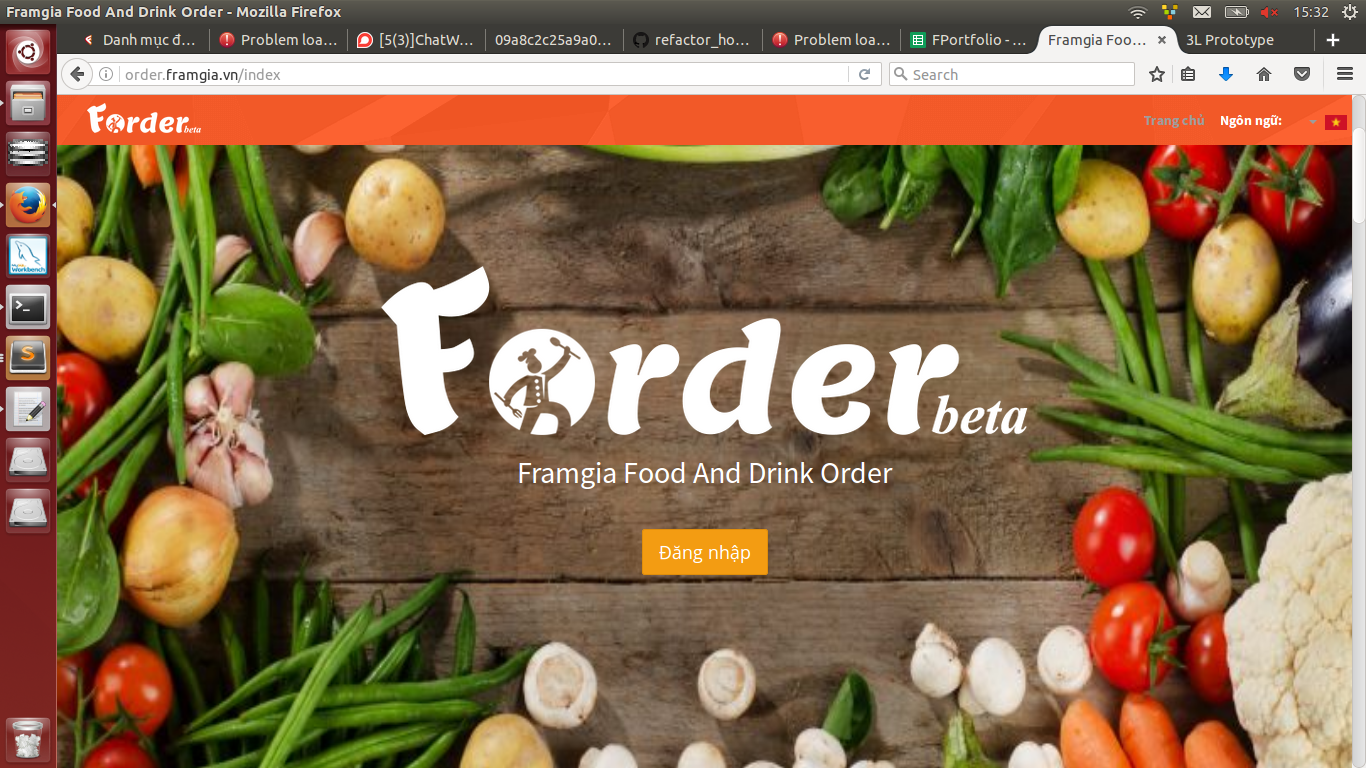 Framgia Food And Drink Order - Mozilla Firefox
15:32
Danh mục đ…
Problem loa…
[5(3)]ChatW…
09a8c2c25a9a0…
refactor_ho…
Problem loa…
FPortfolio - …
Framgia Foo…
3L Prototype
order.framgia.vn/index
Search
Forder beta
Trang chủ
Ngôn ngữ:
Forder beta
Framgia Food And Drink Order
Đăng nhập
MySQL
Workbench
S